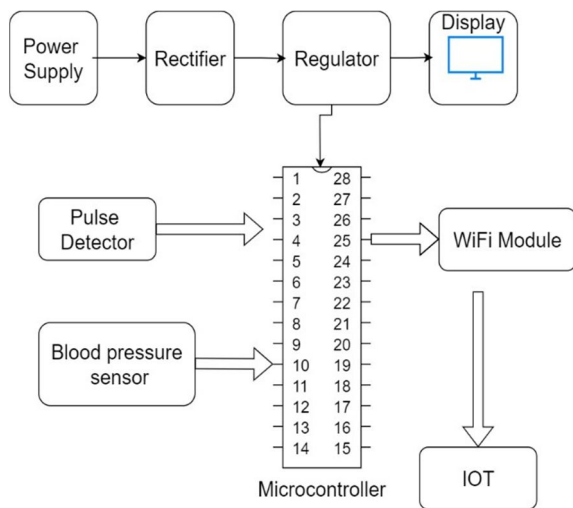 Power
Supply
Rectifier
Regulator
Display
1 28
2 27
3 26
4 25
5 24
6 23
7 22
8 21
9 20
10 19
11 18
12 17
13 16
14 15
Pulse
Detector
WiFi Module
Blood pressure
sensor
IOT
Microcontroller